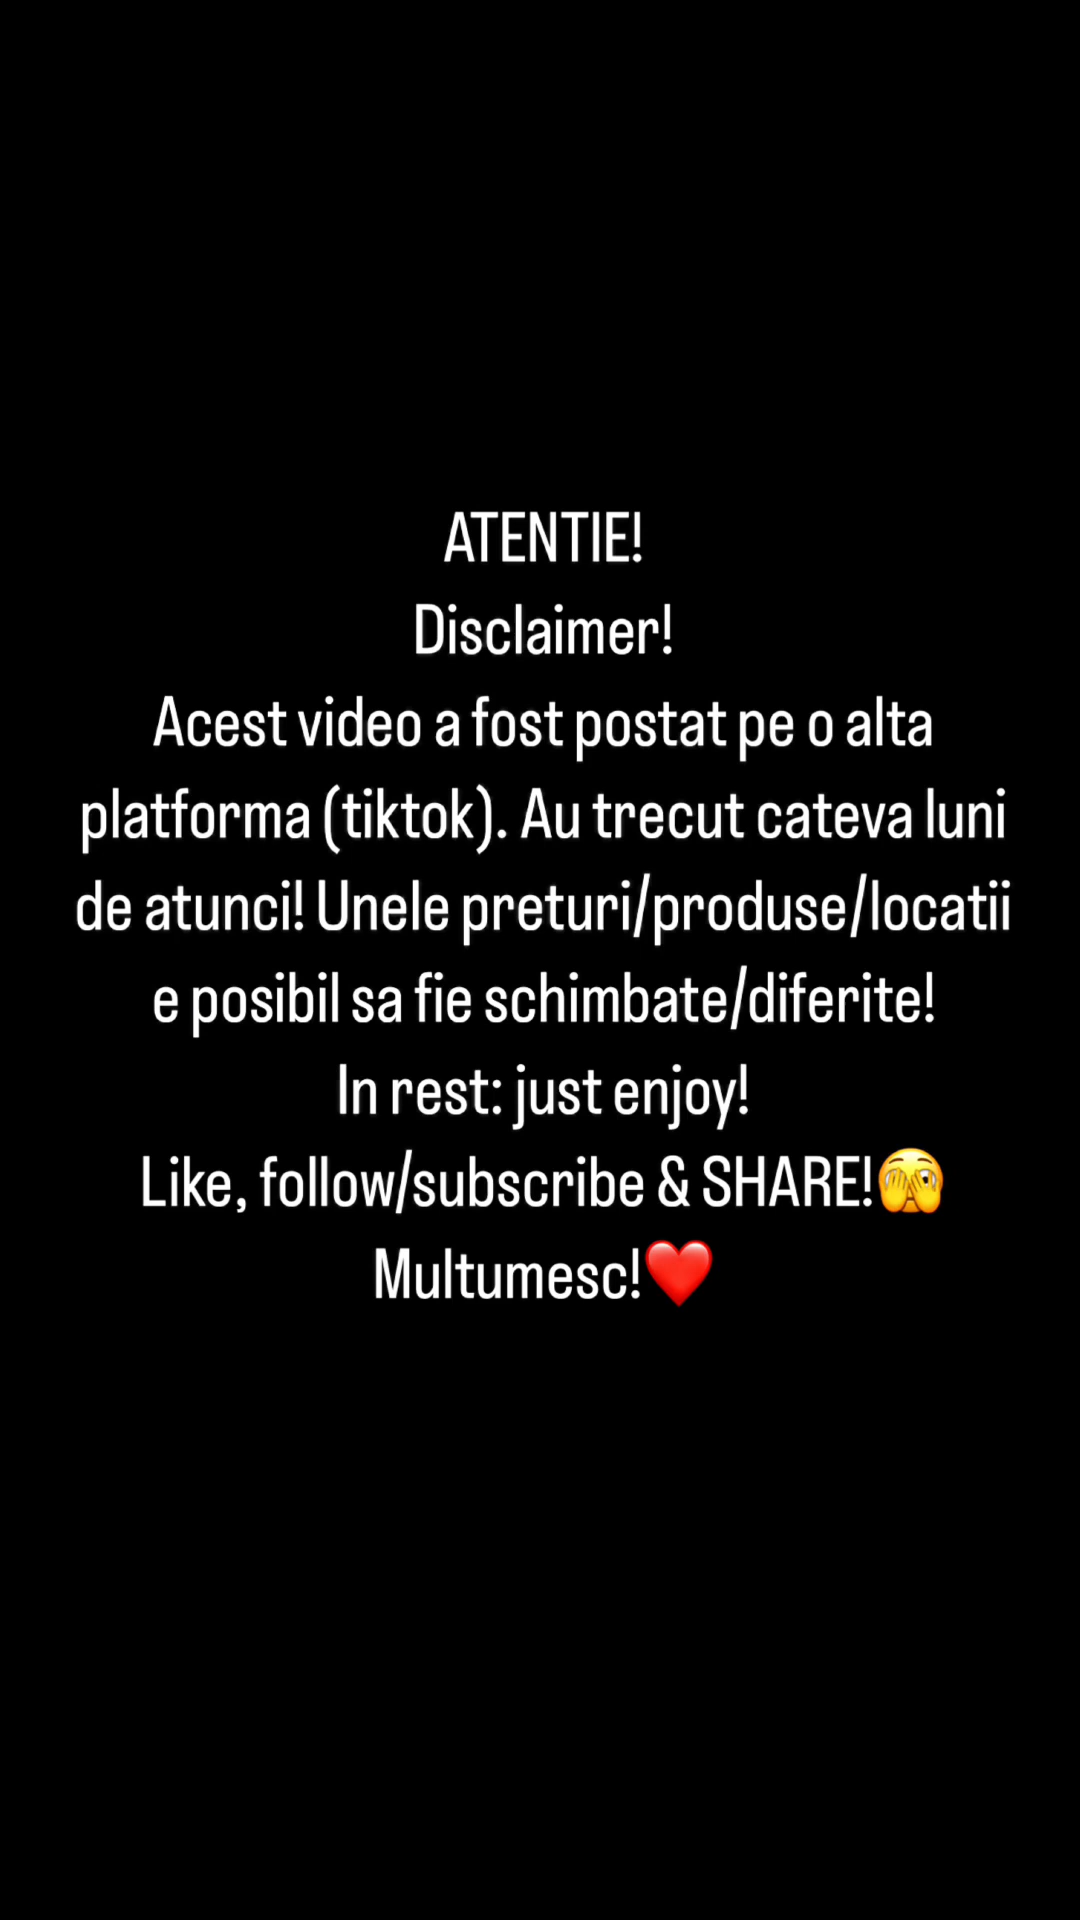 ATENTIE!
Disclaimer!
Acest video a fost postat pe o alta
platforma (tiktok). Au trecut cateva luni
de atunci! Unele preturi/produse/locatii
e posibil sa fie schimbate/diferite!
In rest: just enjoy!
Like, follow/subscribe & SHARE!🫣
Multumesc!❤️